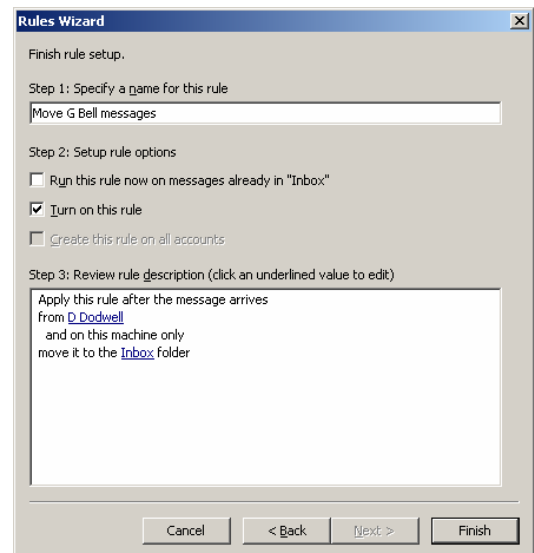 Rules Wizard
Finish rule setup.
Step 1: Specify a name for this rule
Move G Bell messages
Step 2: Setup rule options
Run this rule now on messages already in "Inbox"
Turn on this rule
Create this rule on all accounts
Step 3: Review rule description (click an underlined value to edit)
Apply this rule after the message arrives
from D Dodwell
and on this machine only
move it to the Inbox folder
Cancel
< Back
Next >
Finish